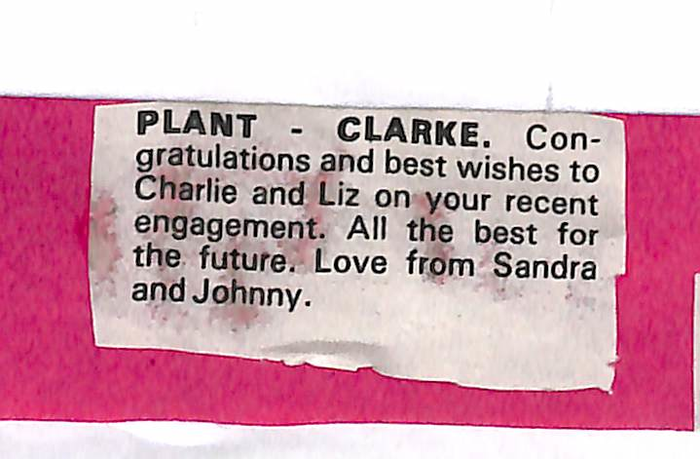 PLANT - CLARKE. Con-
gratulations and best wishes to
Charlie and Liz on your recent
engagement. All the best for
the future. Love from Sandra
and Johnny.